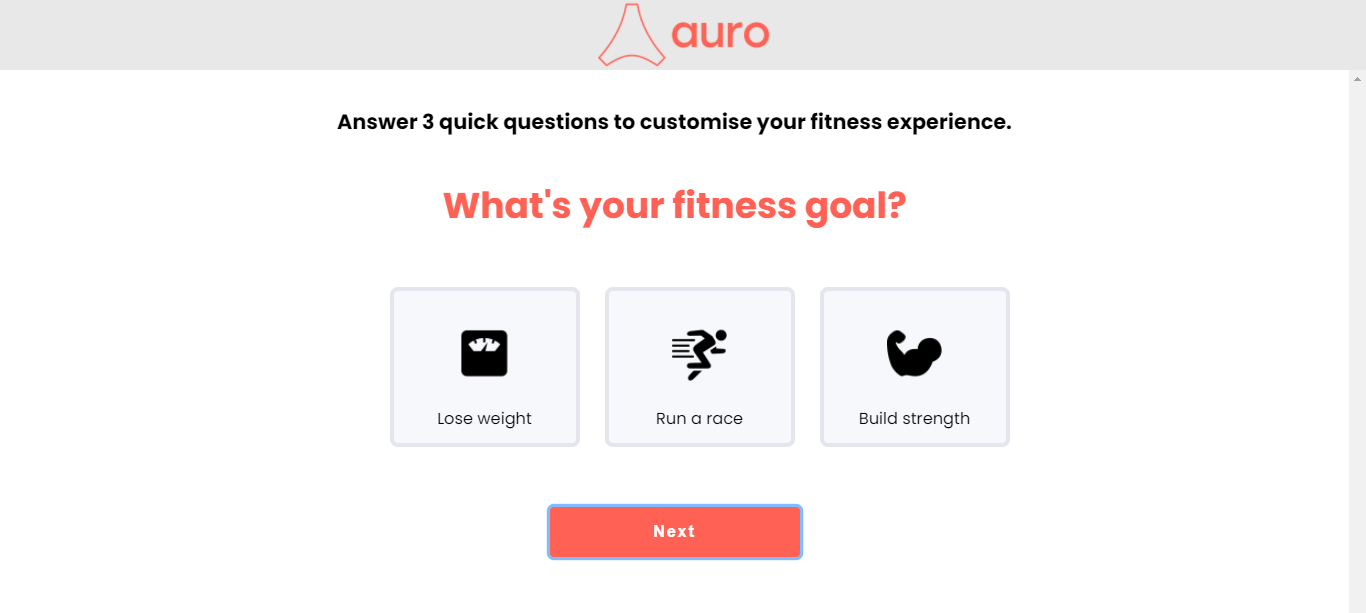 auro
Answer 3 quick questions to customise your fitness experience.
What's your fitness goal?
Lose weight
Run a race
Build strength
Next